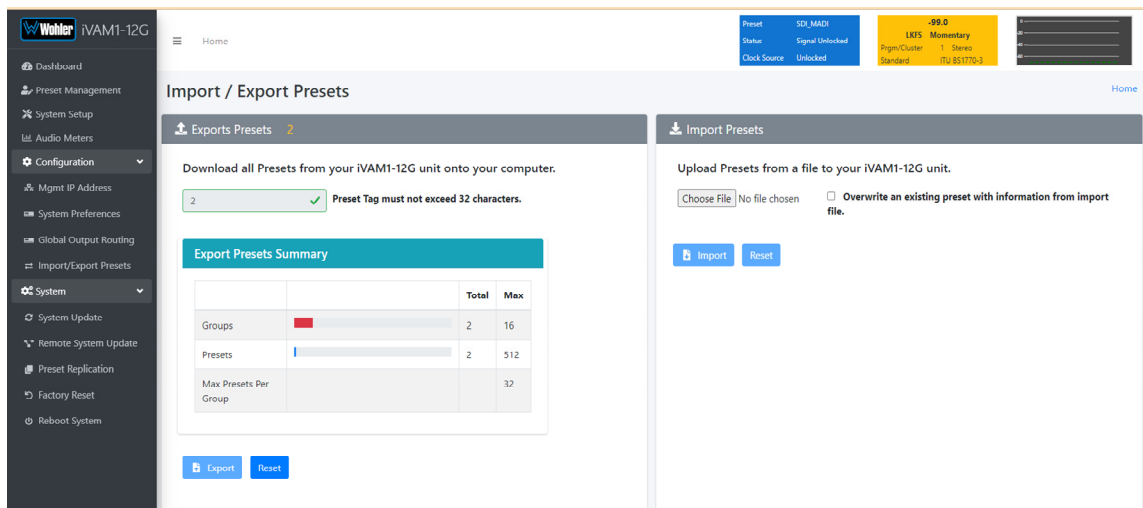 Wohler iVAM1-12G
Dashboard
Preset Management
System Setup
Audio Meters
Configuration
Mgmt IP Address
System Preferences
Global Output Routing
Import/Export Presets
System
System Update
Remote System Update
Preset Replication
Factory Reset
Reboot System
Home
Preset SDI_MADI
Status Signal Unlocked
Clock Source Unlocked
-99.0
LKFS Momentary
Prgm/Cluster 1 Stereo
Standard ITU BS1770-3
Import / Export Presets
Home
Exports Presets 2
Download all Presets from your iVAM1-12G unit onto your computer.
2
Preset Tag must not exceed 32 characters.
Export Presets Summary
Total Max
Groups 2 16
Presets 2 512
Max Presets Per
Group
32
Export Reset
Import Presets
Upload Presets from a file to your iVAM1-12G unit.
Choose File No file chosen
Overwrite an existing preset with information from import
file.
Import Reset